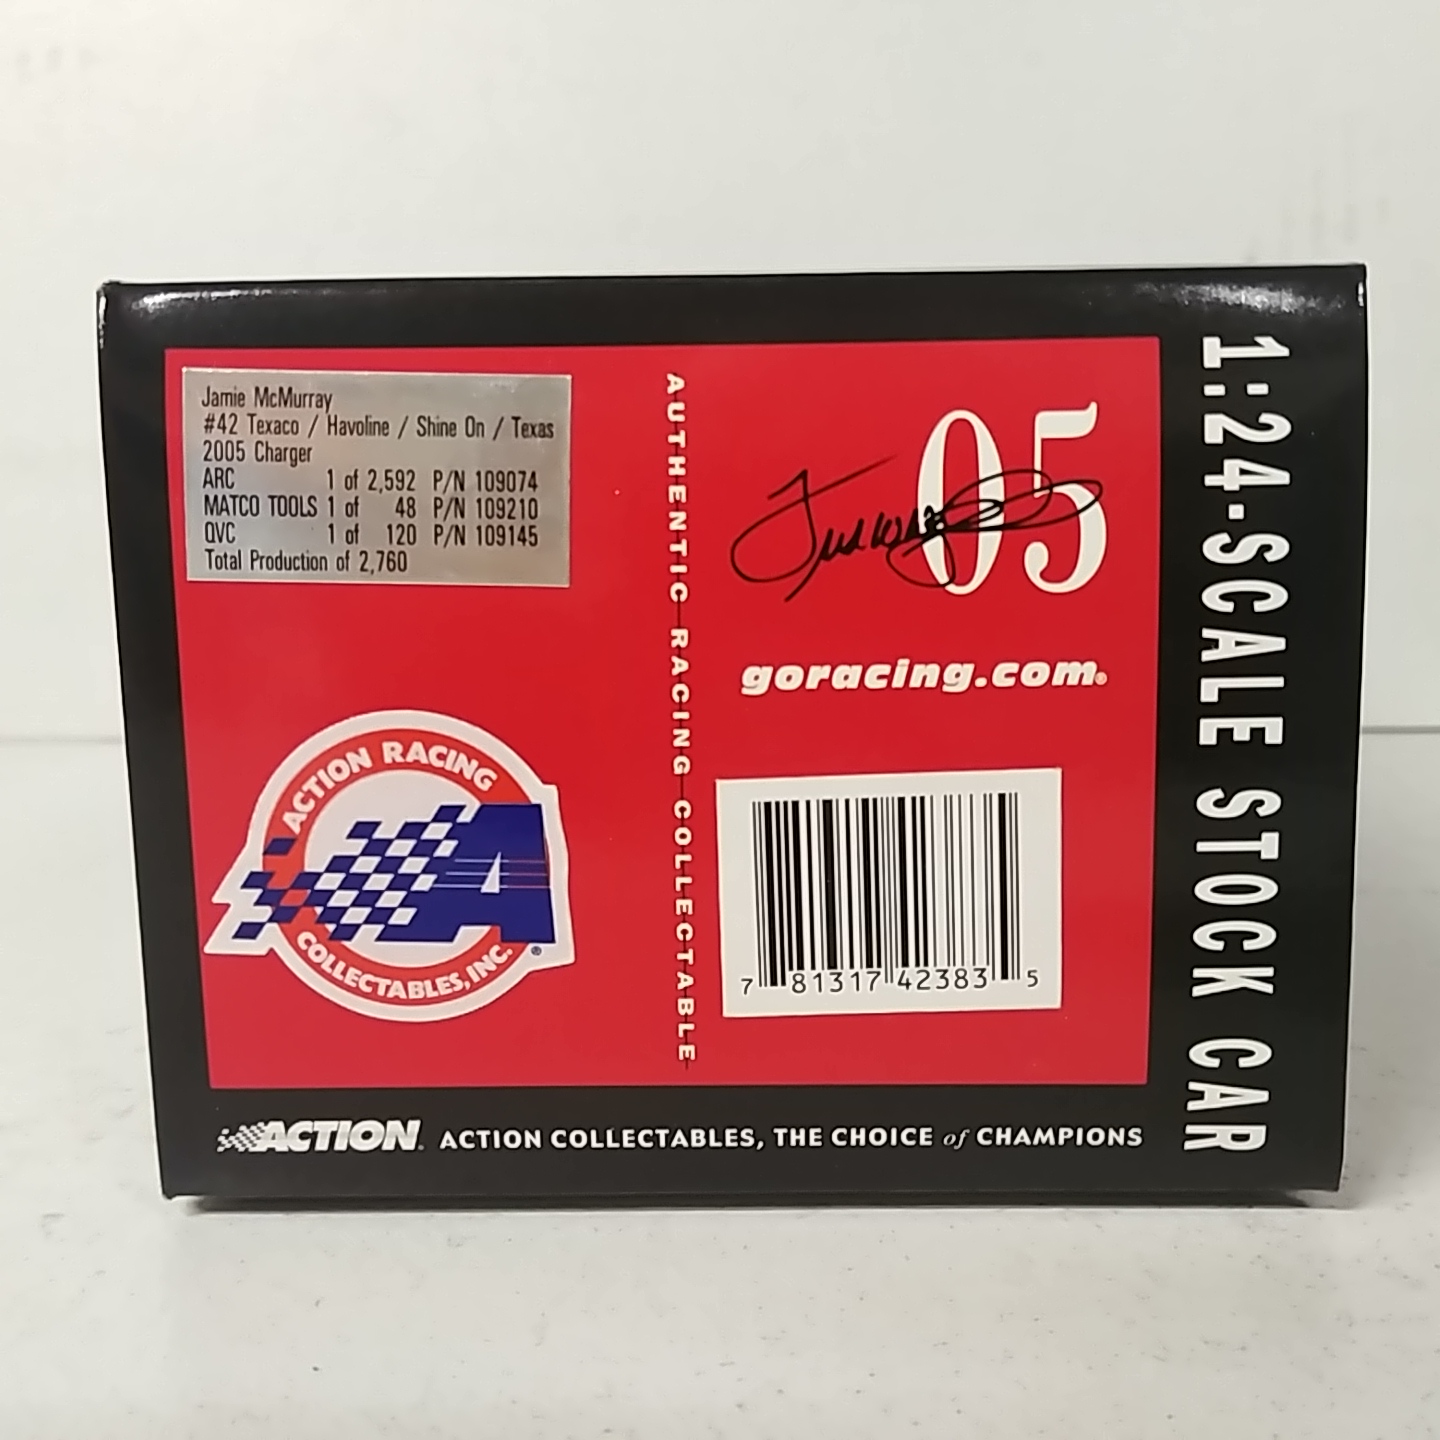 Jamie McMurray
#42 Texaco / Havoline / Shine On / Texas
2005 Charger
ARC 1 of 2,592 P/N 109074
MATCO TOOLS 1 of 48 P/N 109210
QVC 1 of 120 P/N 109145
Total Production of 2,760
ACTION RACING
A
COLLECTABLES, INC.®
AUTHENTIC RACING COLLECTABLE
05
goracing.com®
7 81317 42383 5
1:24-SCALE STOCK CAR
ACTION® ACTION COLLECTABLES, THE CHOICE of CHAMPIONS